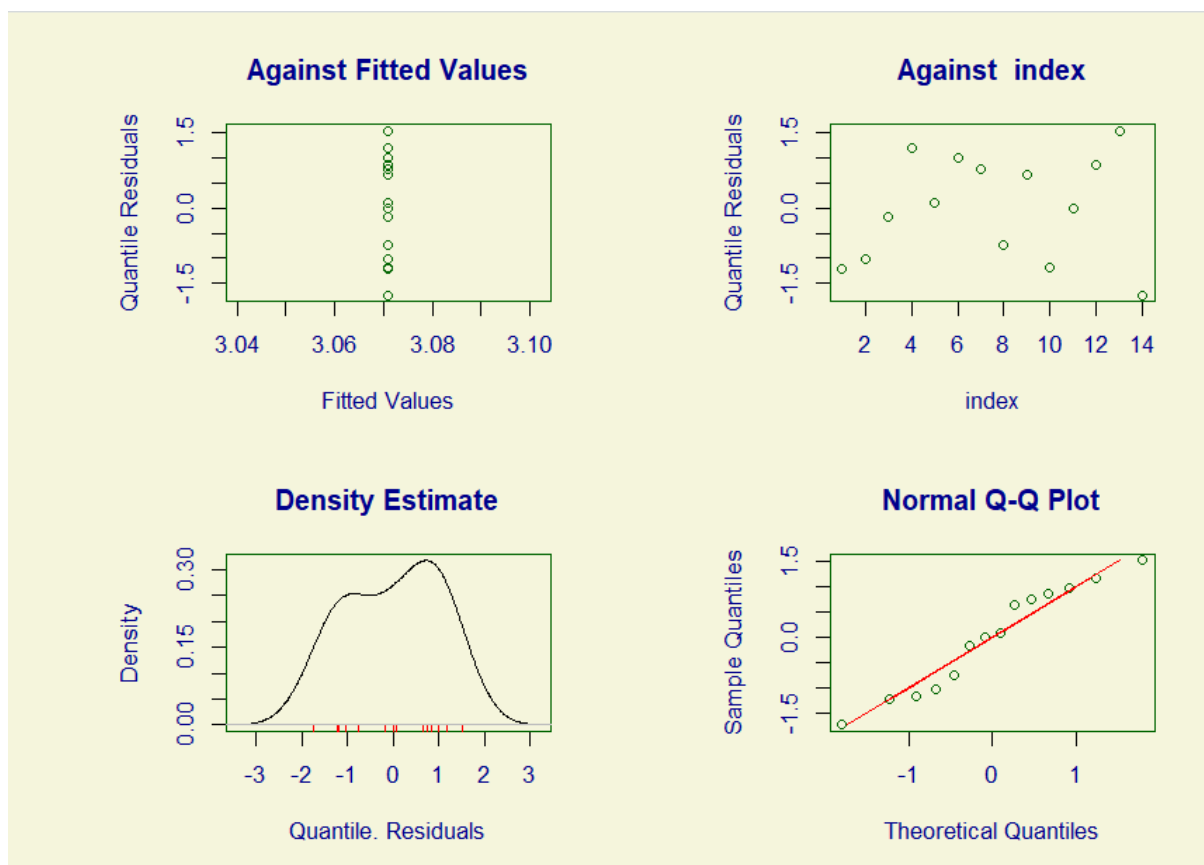 Against Fitted Values
Quantile Residuals
-1.5 0.0 1.5
3.04 3.06 3.08 3.10
Fitted Values
Against index
Quantile Residuals
-1.5 0.0 1.5
2 4 6 8 10 12 14
index
Density Estimate
Density
0.00 0.15 0.30
-3 -2 -1 0 1 2 3
Quantile. Residuals
Normal Q-Q Plot
Sample Quantiles
-1.5 0.0 1.5
-1 0 1
Theoretical Quantiles